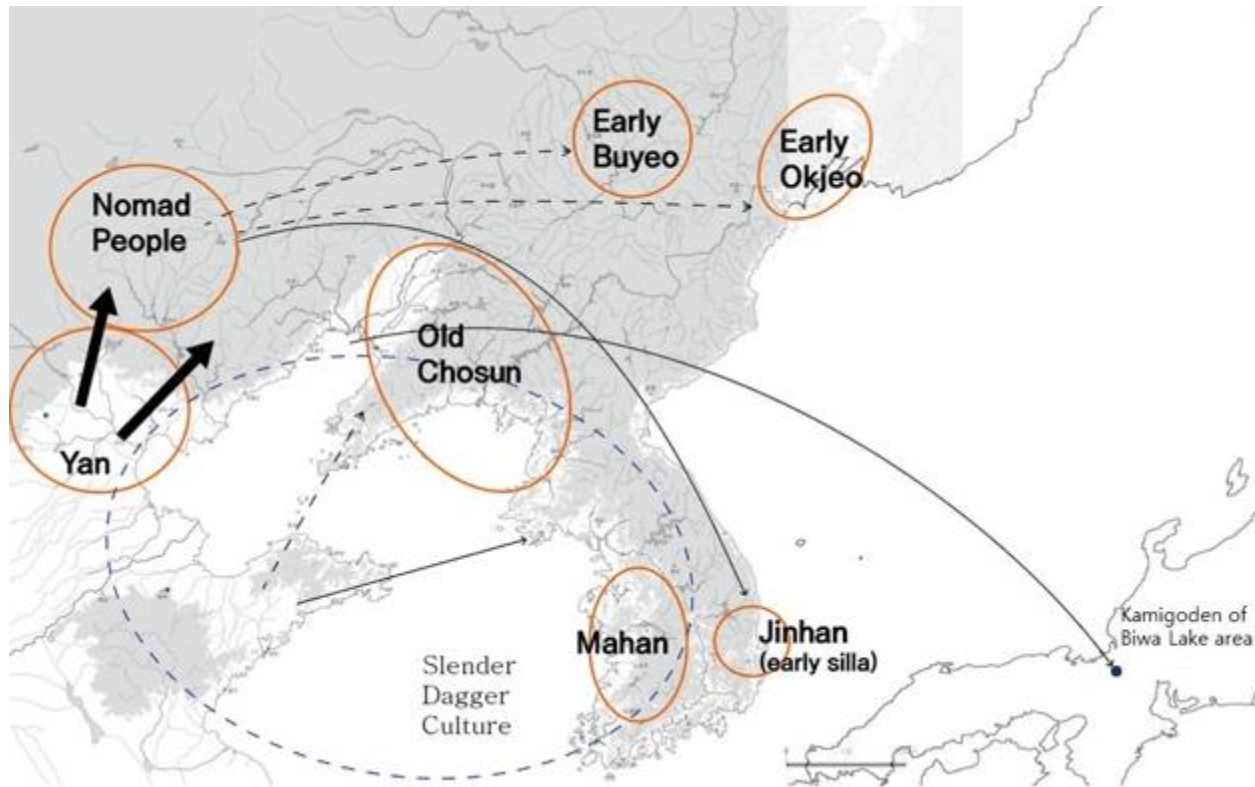 Early
Buyeo
Early
Okjeo
Nomad
People
Old
Chosun
Yan
Mahan
Jinhan
(early silla)
Kamigoden of
Biwa Lake area
Slender
Dagger
Culture